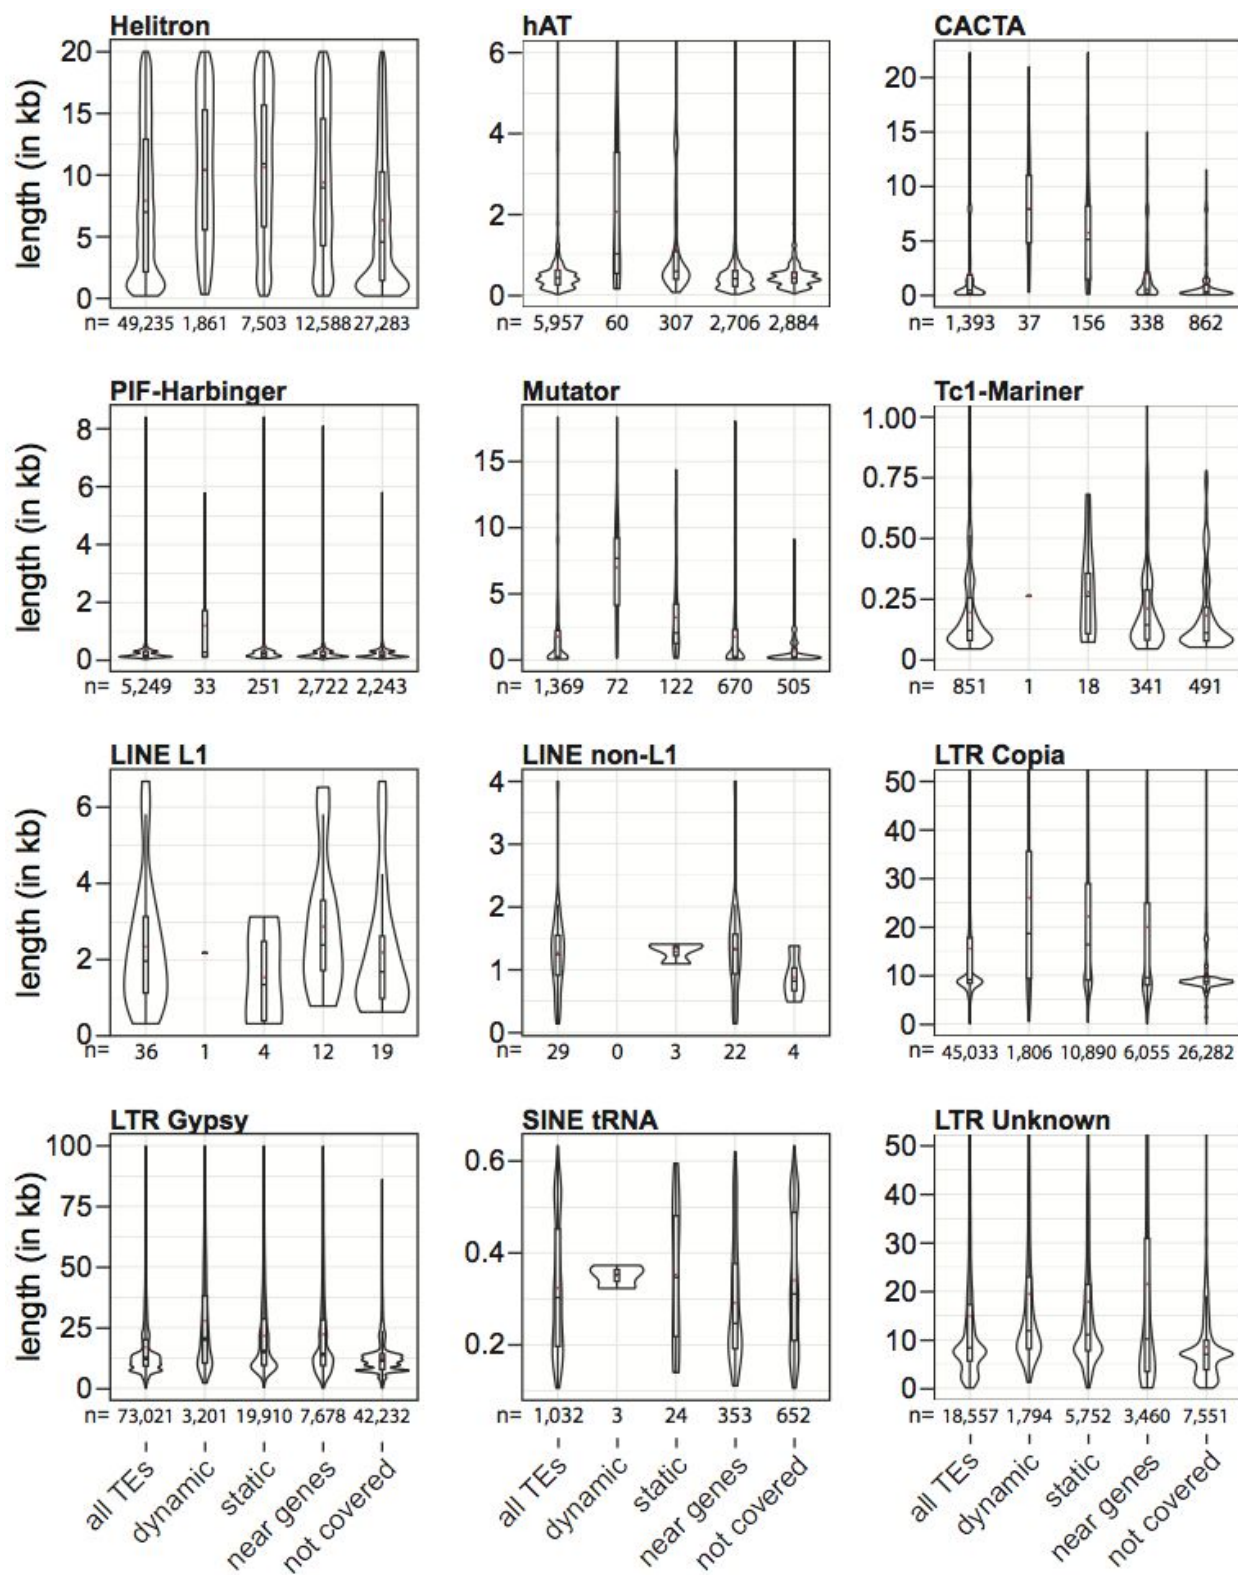 Helitron hAT CACTA
length (in kb)
20
15
10
5
0
n= 49,235 1,861 7,503 12,588 27,283
6
4
2
0
n= 5,957 60 307 2,706 2,884
20
15
10
5
0
n= 1,393 37 156 338 862
PIF-Harbinger Mutator Tc1-Mariner
length (in kb)
8
6
4
2
0
n= 5,249 33 251 2,722 2,243
15
10
5
0
n= 1,369 72 122 670 505
1.00
0.75
0.50
0.25
0
n= 851 1 18 341 491
LINE L1 LINE non-L1 LTR Copia
length (in kb)
6
4
2
0
n= 36 1 4 12 19
4
3
2
1
0
n= 29 0 3 22 4
50
40
30
20
10
0
n= 45,033 1,806 10,890 6,055 26,282
LTR Gypsy SINE tRNA LTR Unknown
length (in kb)
100
75
50
25
0
n= 73,021 3,201 19,910 7,678 42,232
0.6
0.4
0.2
n= 1,032 3 24 353 652
50
40
30
20
10
0
n= 18,557 1,794 5,752 3,460 7,551
all TEs dynamic static near genes not covered
all TEs dynamic static near genes not covered
all TEs dynamic static near genes not covered